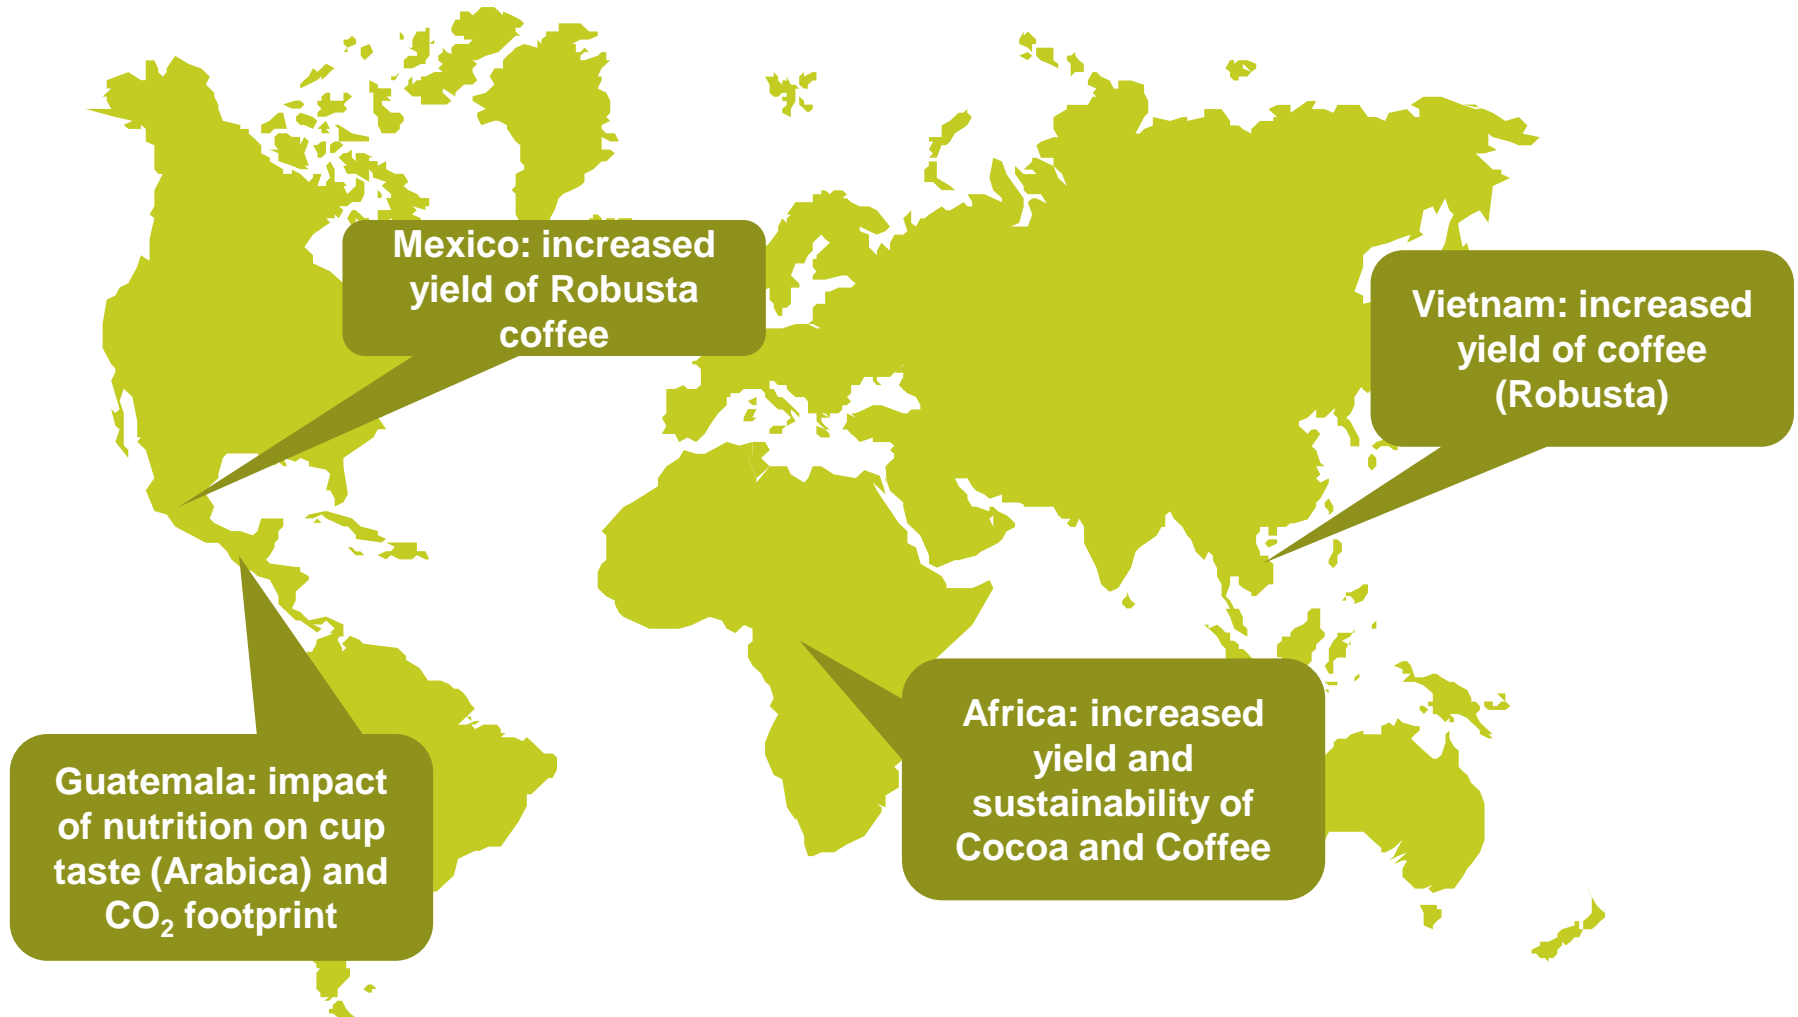 Mexico: increased
yield of Robusta
coffee
Vietnam: increased
yield of coffee
(Robusta)
Africa: increased
yield and
sustainability of
Cocoa and Coffee
Guatemala: impact
of nutrition on cup
taste (Arabica) and
CO₂ footprint